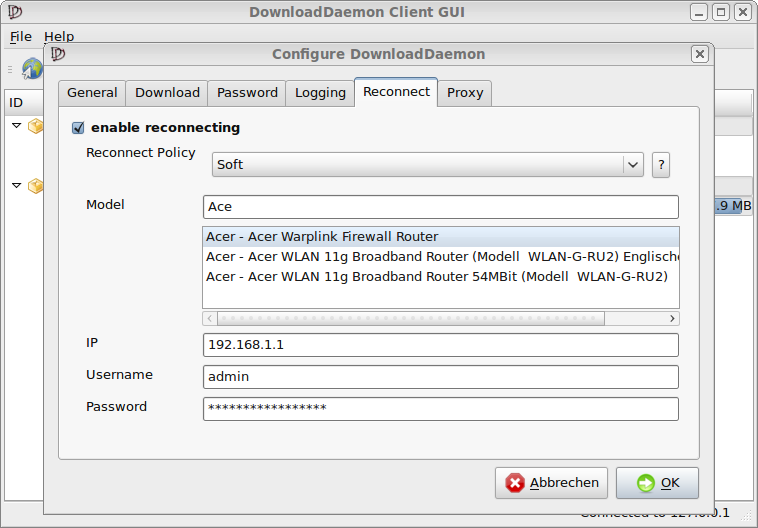 DownloadDaemon Client GUI
File Help
Configure DownloadDaemon
ID
General Download Password Logging Reconnect Proxy
enable reconnecting
Reconnect Policy Soft ?
Model Ace
.9 MB
Acer - Acer Warplink Firewall Router
Acer - Acer WLAN 11g Broadband Router (Modell WLAN-G-RU2) Englische
Acer - Acer WLAN 11g Broadband Router 54MBit (Modell WLAN-G-RU2)
IP 192.168.1.1
Username admin
Password *****************
Abbrechen OK
Connected to 127.0.0.1